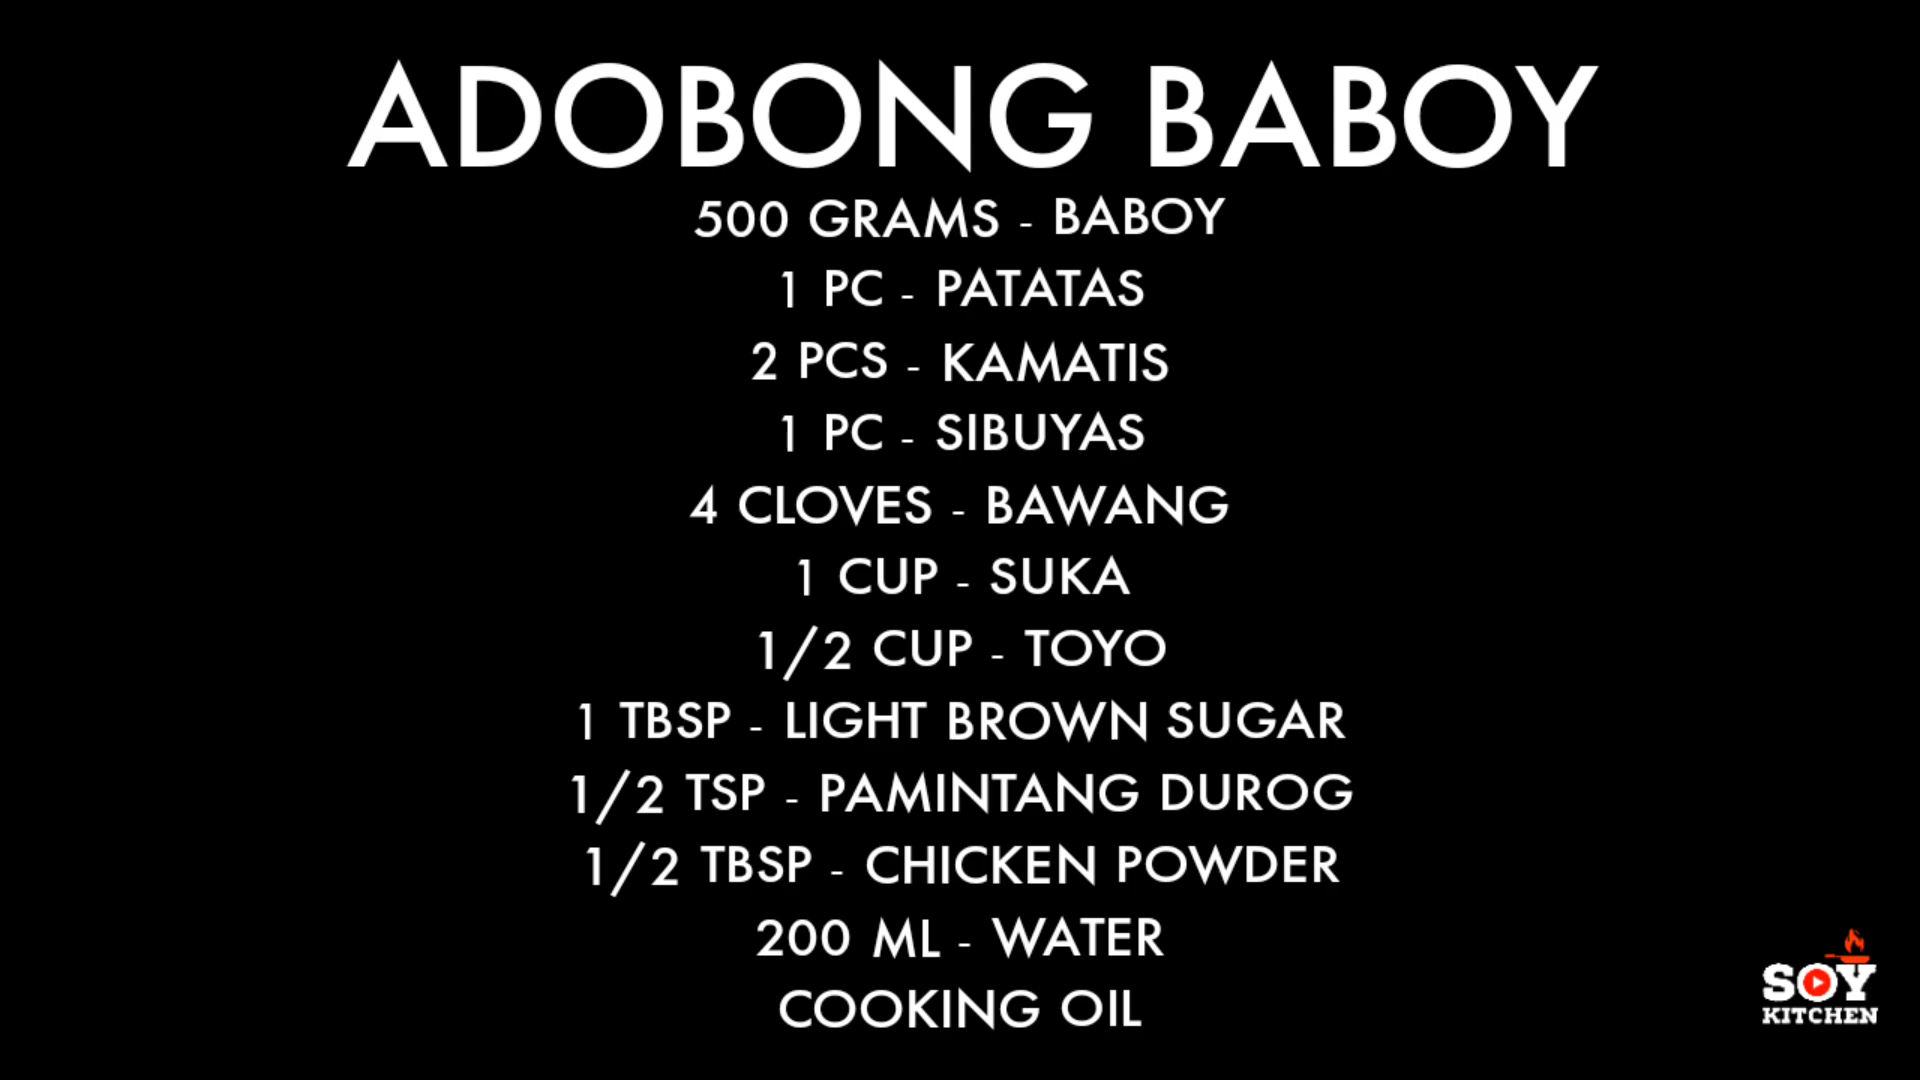 ADOBONG BABOY
500 GRAMS - BABOY
1 PC - PATATAS
2 PCS - KAMATIS
1 PC - SIBUYAS
4 CLOVES - BAWANG
1 CUP - SUKA
1/2 CUP - TOYO
1 TBSP - LIGHT BROWN SUGAR
1/2 TSP - PAMINTANG DUROG
1/2 TBSP - CHICKEN POWDER
200 ML - WATER
COOKING OIL
SOY
KITCHEN